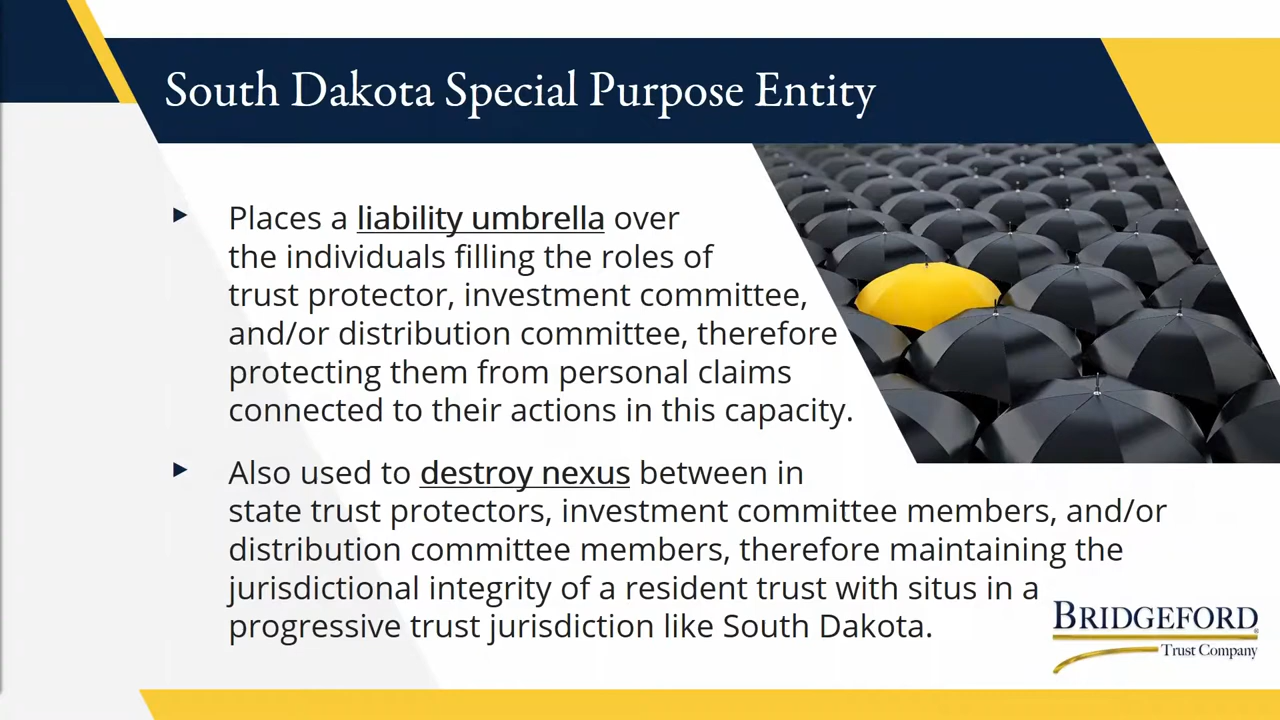 South Dakota Special Purpose Entity
Places a liability umbrella over
the individuals filling the roles of
trust protector, investment committee,
and/or distribution committee, therefore
protecting them from personal claims
connected to their actions in this capacity.
Also used to destroy nexus between in
state trust protectors, investment committee members, and/or
distribution committee members, therefore maintaining the
jurisdictional integrity of a resident trust with situs in a
progressive trust jurisdiction like South Dakota.
BRIDGEFORD®
Trust Company